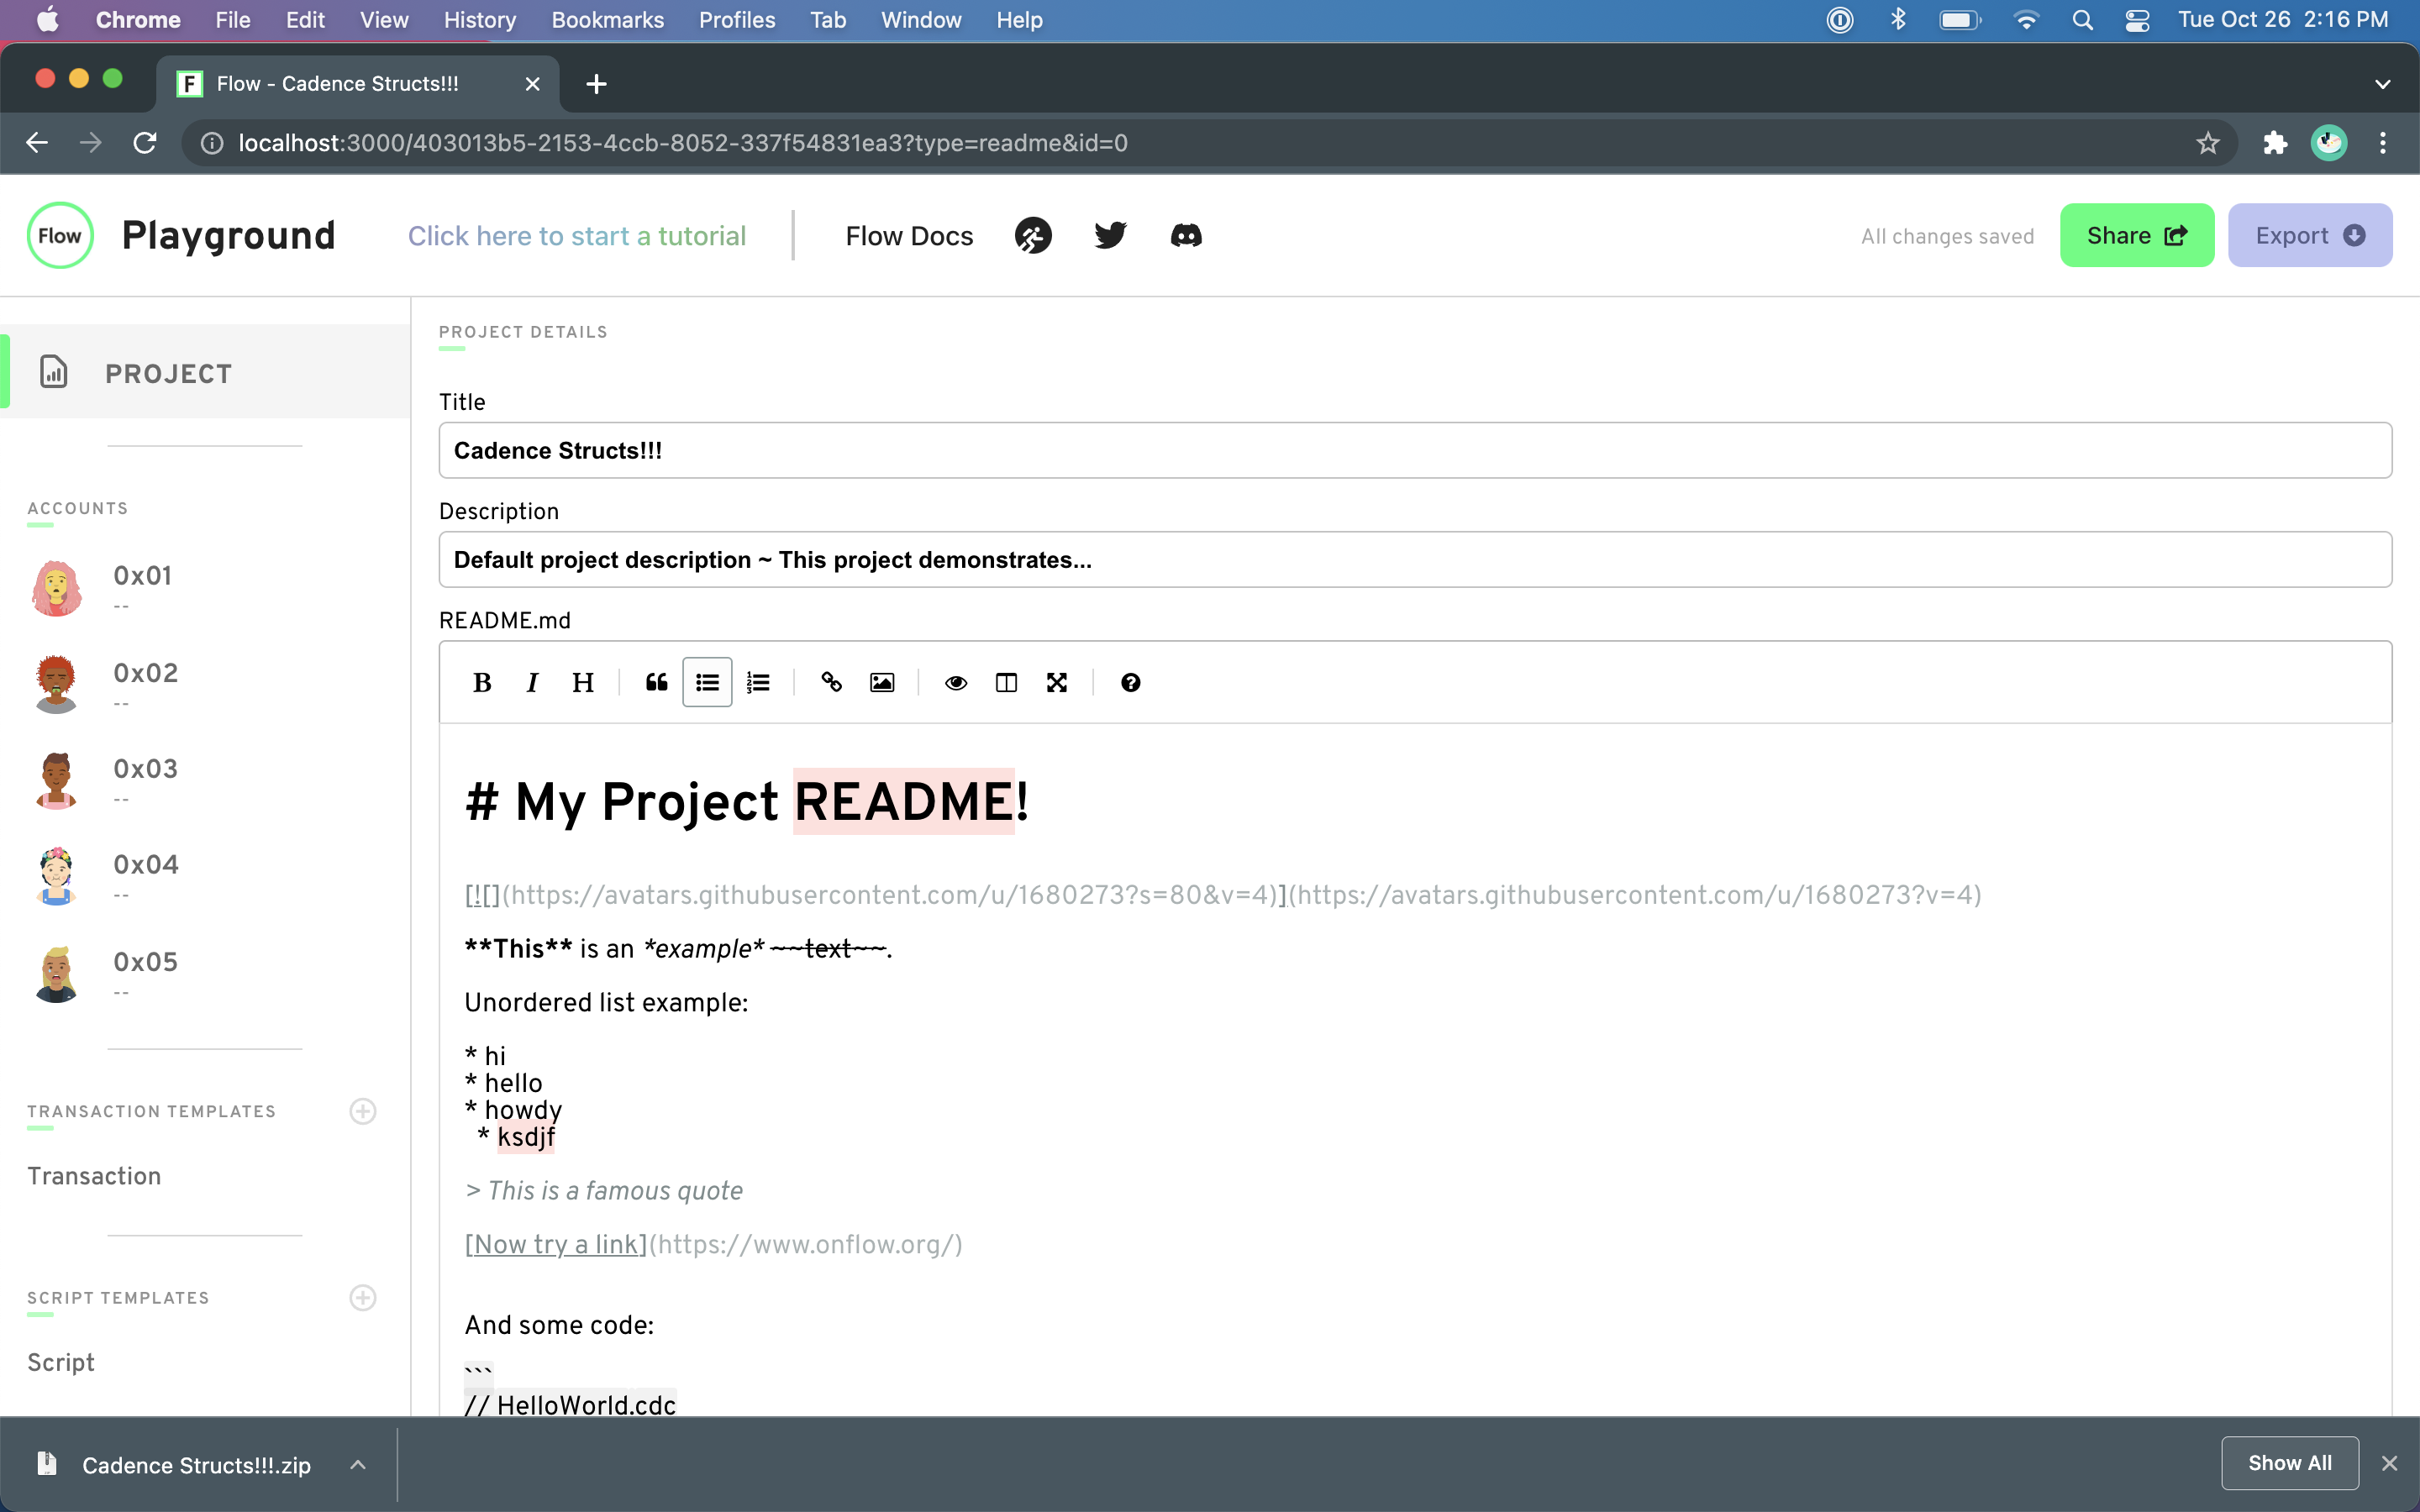 Chrome File Edit View History Bookmarks Profiles Tab Window Help Tue Oct 26 2:16 PM
F Flow - Cadence Structs!!!
localhost:3000/403013b5-2153-4ccb-8052-337f54831ea3?type=readme&id=0
Flow Playground Click here to start a tutorial Flow Docs All changes saved Share Export
PROJECT
ACCOUNTS
0x01
--
0x02
--
0x03
--
0x04
--
0x05
--
TRANSACTION TEMPLATES
Transaction
SCRIPT TEMPLATES
Script
PROJECT DETAILS
Title
Cadence Structs!!!
Description
Default project description ~ This project demonstrates...
README.md
B I H
# My Project README!
[![](https://avatars.githubusercontent.com/u/1680273?s=80&v=4)](https://avatars.githubusercontent.com/u/1680273?v=4)
**This** is an *example* ~~text~~.
Unordered list example:
* hi
* hello
* howdy
* ksdjf
> This is a famous quote
[Now try a link](https://www.onflow.org/)
And some code:
```
// HelloWorld.cdc
Cadence Structs!!!.zip Show All